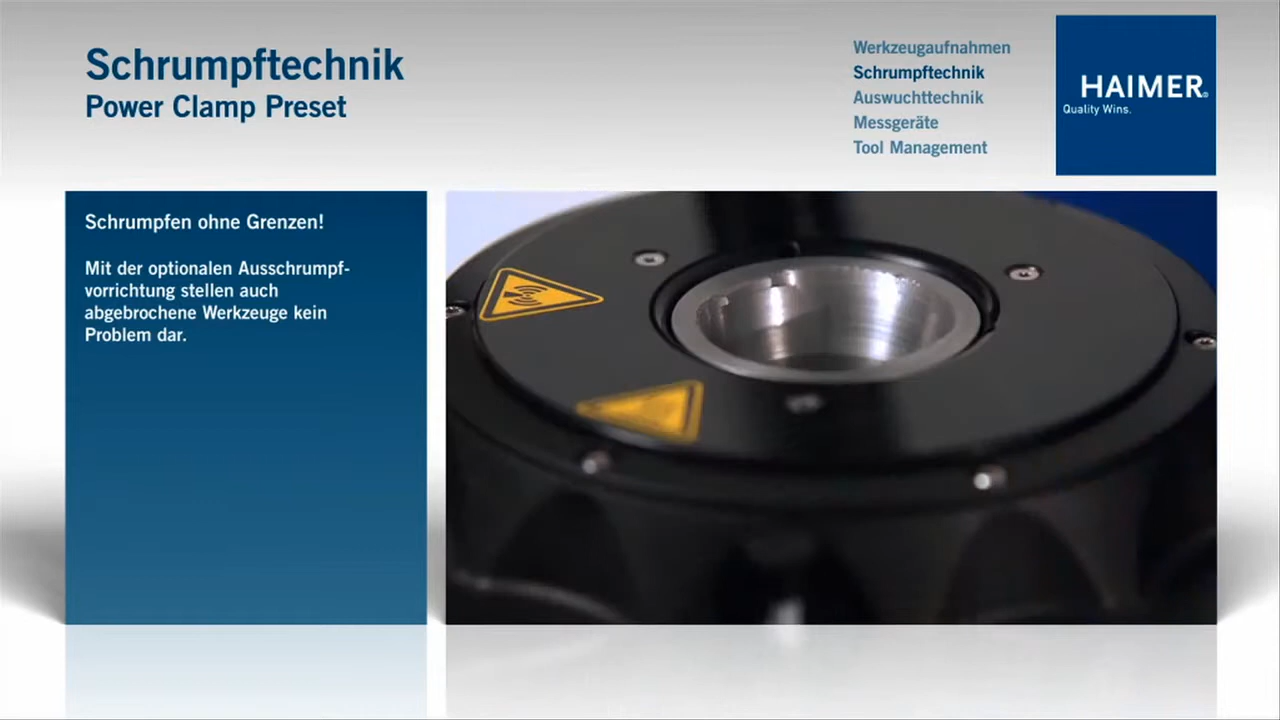 Schrumpftechnik
Power Clamp Preset
Werkzeugaufnahmen
Schrumpftechnik
Auswuchttechnik
Messgeräte
Tool Management
HAIMER®
Quality Wins.
Schrumpfen ohne Grenzen!
Mit der optionalen Ausschrumpf-
vorrichtung stellen auch
abgebrochene Werkzeuge kein
Problem dar.